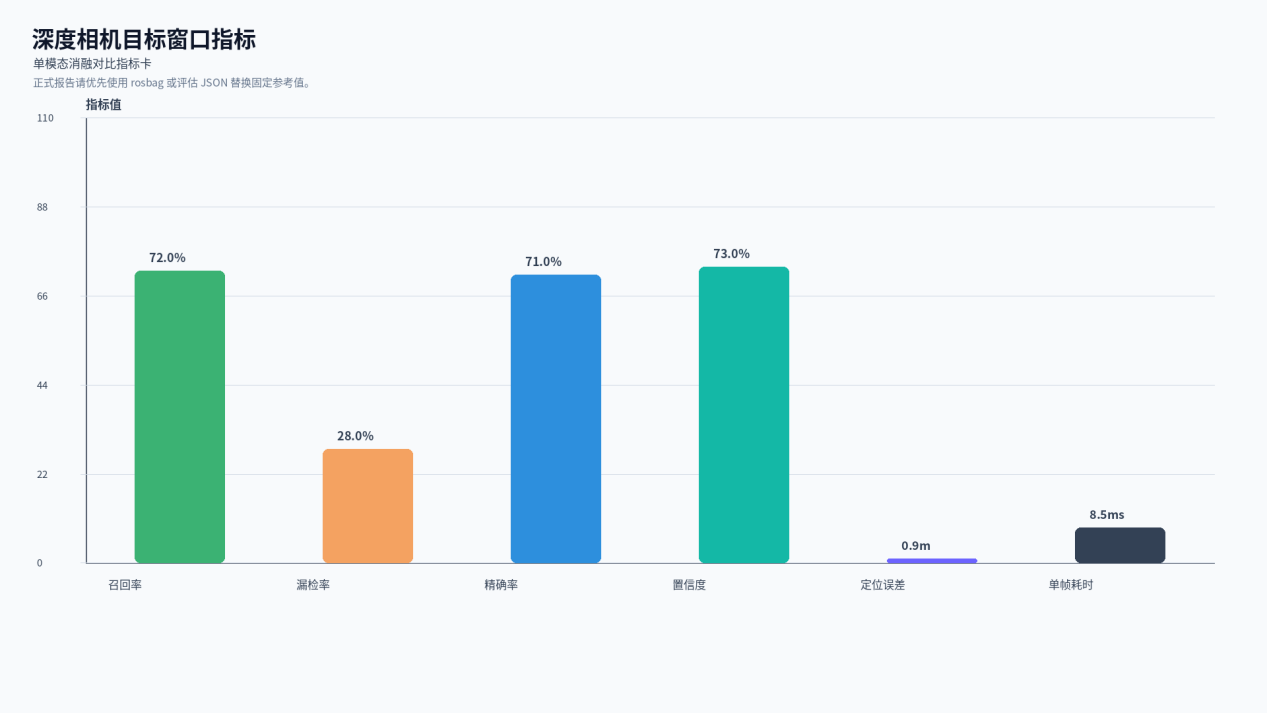 深度相机目标窗口指标
单模态消融对比指标卡
正式报告请优先使用 rosbag 或评估 JSON 替换固定参考值。
指标值
110
88
66
44
22
0
72.0%
28.0%
71.0%
73.0%
0.9m
8.5ms
召回率
漏检率
精确率
置信度
定位误差
单帧耗时